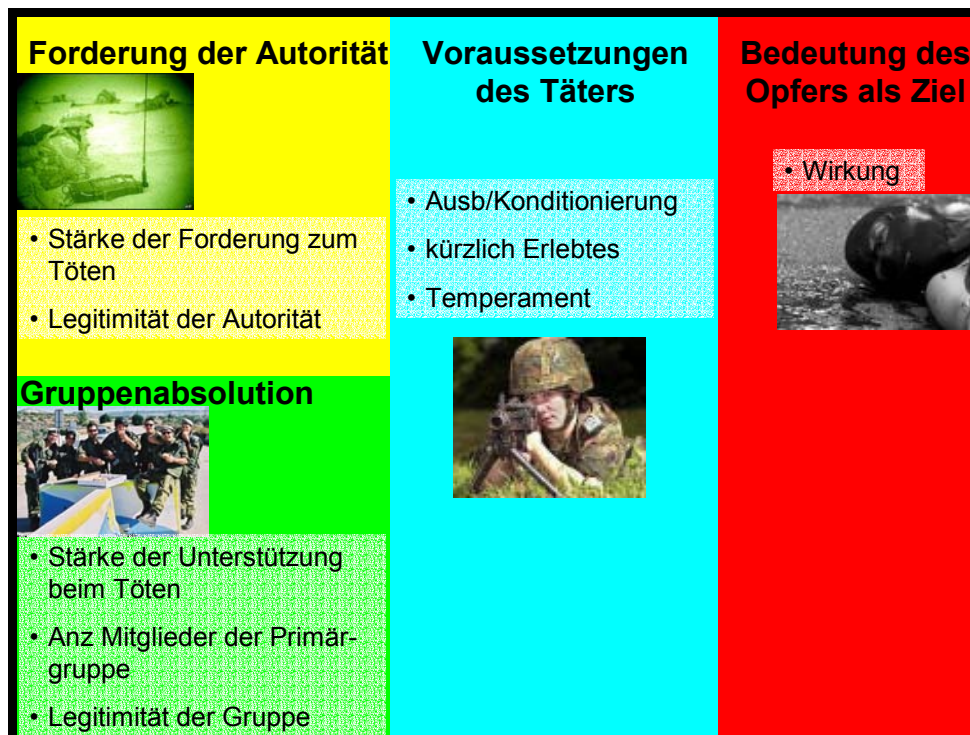 Forderung der Autorität
• Stärke der Forderung zum
Töten
• Legitimität der Autorität
Gruppenabsolution
• Stärke der Unterstützung
beim Töten
• Anz Mitglieder der Primär-
gruppe
• Legitimität der Gruppe
Voraussetzungen
des Täters
• Ausb/Konditionierung
• kürzlich Erlebtes
• Temperament
Bedeutung des
Opfers als Ziel
• Wirkung